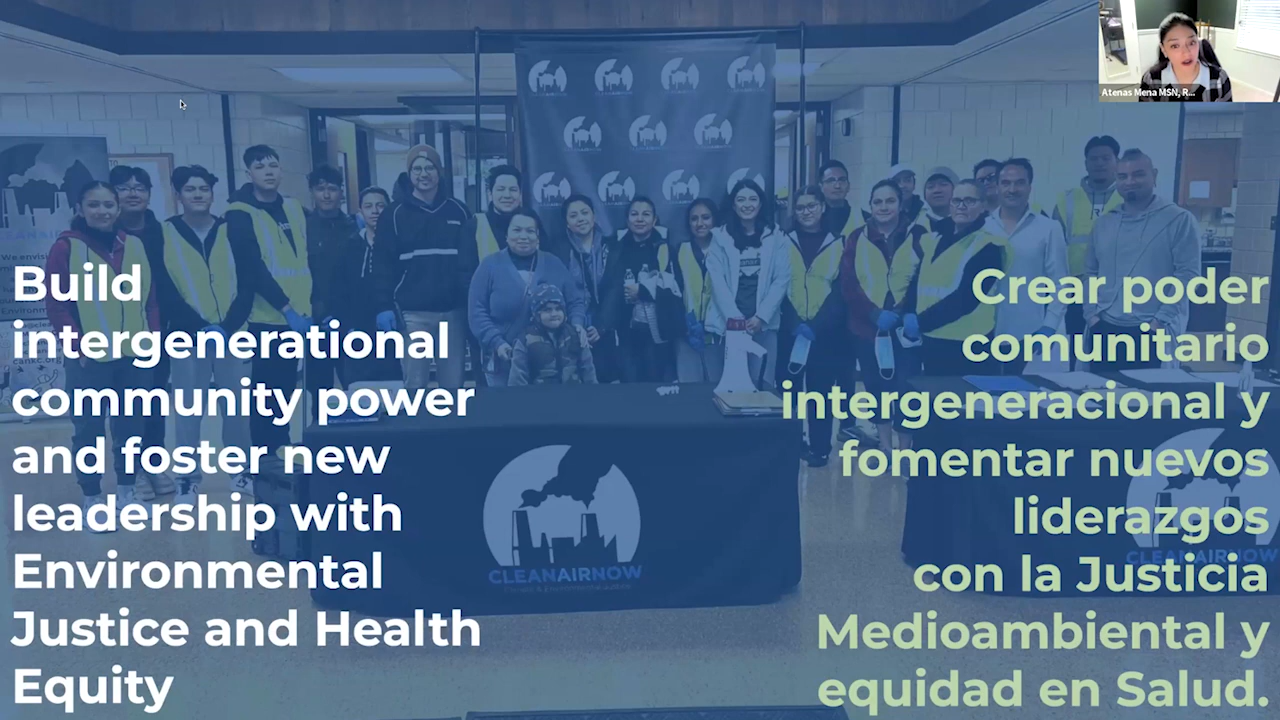 Atenas Mena MSN, R...
Build
intergenerational
community power
and foster new
leadership with
Environmental
Justice and Health
Equity
Crear poder
comunitario
intergeneracional y
fomentar nuevos
liderazgos
con la Justicia
Medioambiental y
equidad en Salud.
CLEANAIRNOW
CLEANAIRNOW